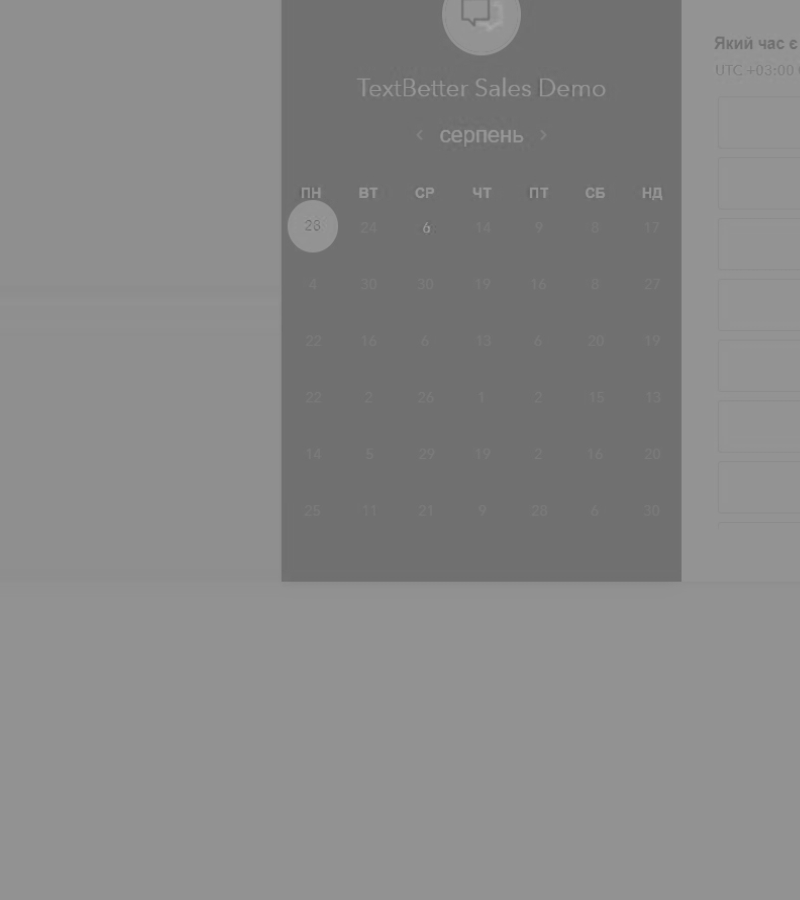 TextBetter Sales Demo
‹ серпень ›
ПН ВТ СР ЧТ ПТ СБ НД
23 24 6 14 9 8 17
4 30 30 19 16 8 27
22 16 6 13 6 20 19
22 2 26 1 2 15 13
14 5 29 19 2 16 20
25 11 21 9 28 6 30
Який час є
UTC +03:00